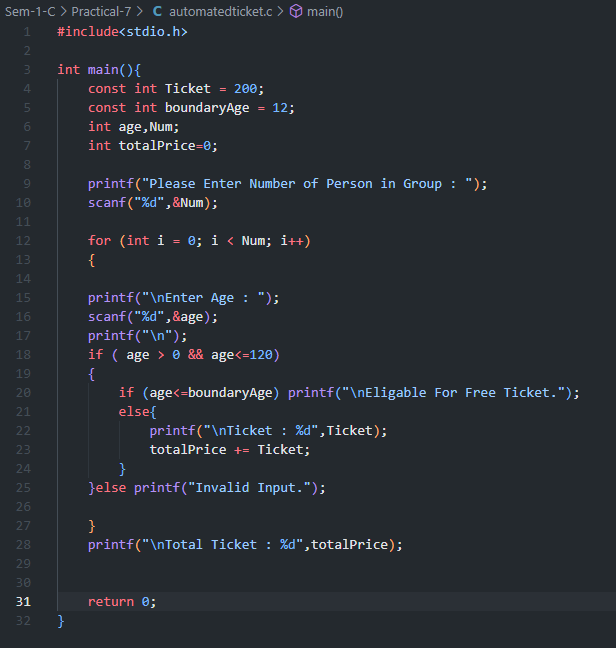 Sem-1-C > Practical-7 > C automatedticket.c > main()
1 #include<stdio.h>
2
3 int main(){
4 const int Ticket = 200;
5 const int boundaryAge = 12;
6 int age,Num;
7 int totalPrice=0;
8
9 printf("Please Enter Number of Person in Group : ");
10 scanf("%d",&Num);
11
12 for (int i = 0; i < Num; i++)
13 {
14
15 printf("\nEnter Age : ");
16 scanf("%d",&age);
17 printf("\n");
18 if ( age > 0 && age<=120)
19 {
20 if (age<=boundaryAge) printf("\nEligable For Free Ticket.");
21 else{
22 printf("\nTicket : %d",Ticket);
23 totalPrice += Ticket;
24 }
25 }else printf("Invalid Input.");
26
27 }
28 printf("\nTotal Ticket : %d",totalPrice);
29
30
31 return 0;
32 }